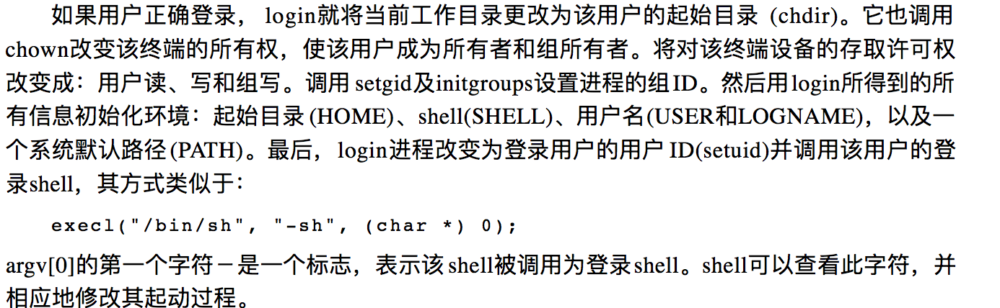 如果用户正确登录， login就将当前工作目录更改为该用户的起始目录 (chdir)。它也调用
chown改变该终端的所有权，使该用户成为所有者和组所有者。将对该终端设备的存取许可权
改变成：用户读、写和组写。调用 setgid及initgroups设置进程的组ID。然后用login所得到的所
有信息初始化环境：起始目录(HOME)、shell(SHELL)、用户名(USER和LOGNAME)，以及一
个系统默认路径(PATH)。最后，login进程改变为登录用户的用户 ID(setuid)并调用该用户的登
录shell，其方式类似于：
execl("/bin/sh", "-sh", (char *) 0);
argv[0]的第一个字符－是一个标志，表示该shell被调用为登录shell。shell可以查看此字符，并
相应地修改其起动过程。